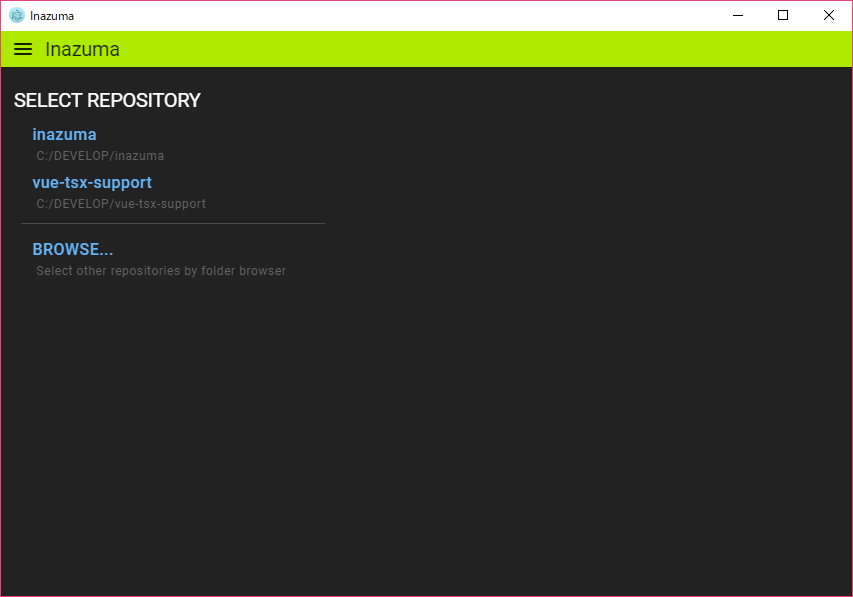 Inazuma
Inazuma
SELECT REPOSITORY
inazuma
C:/DEVELOP/inazuma
vue-tsx-support
C:/DEVELOP/vue-tsx-support
BROWSE...
Select other repositories by folder browser